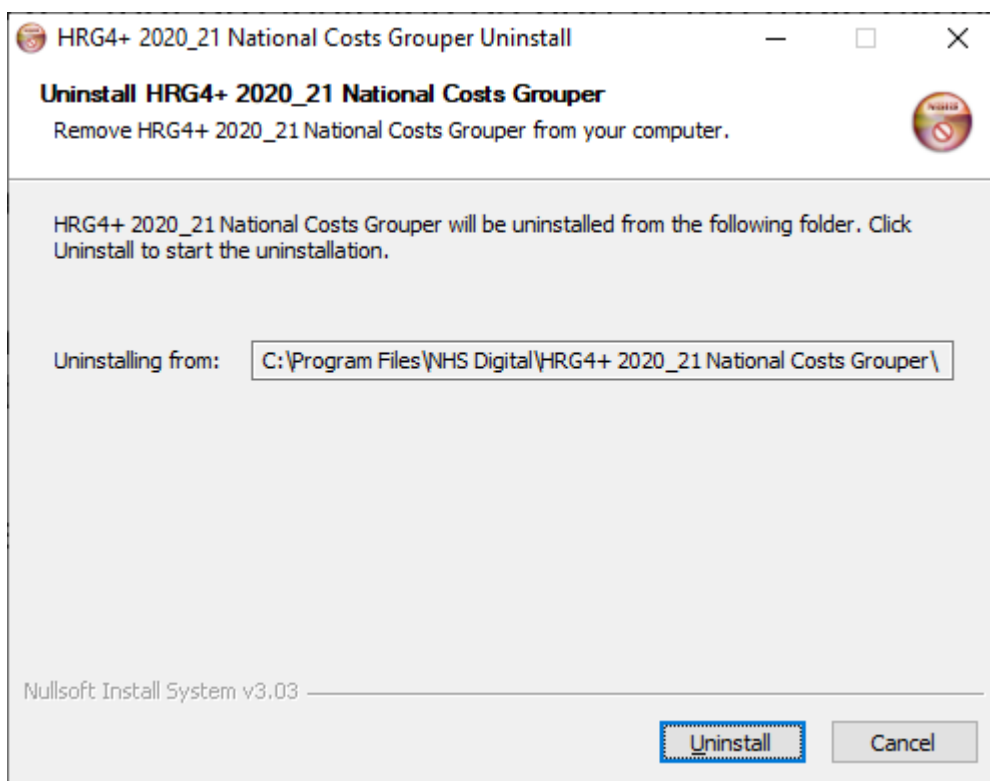 HRG4+ 2020_21 National Costs Grouper Uninstall
Uninstall HRG4+ 2020_21 National Costs Grouper
Remove HRG4+ 2020_21 National Costs Grouper from your computer.
HRG4+ 2020_21 National Costs Grouper will be uninstalled from the following folder. Click
Uninstall to start the uninstallation.
Uninstalling from: C:\Program Files\NHS Digital\HRG4+ 2020_21 National Costs Grouper\
Nullsoft Install System v3.03
Uninstall Cancel